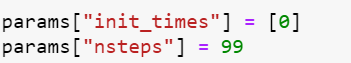 params["init_times"] = [0]
params["nsteps"] = 99